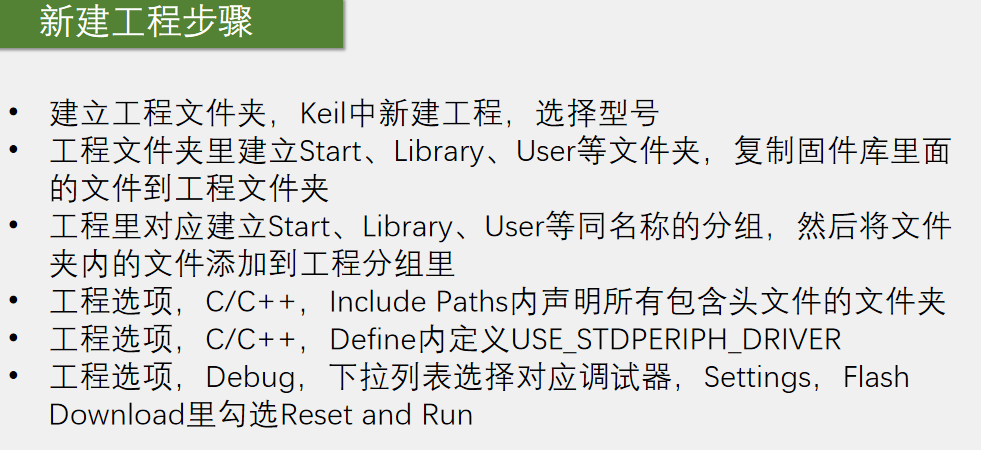 新建工程步骤
• 建立工程文件夹，Keil中新建工程，选择型号
• 工程文件夹里建立Start、Library、User等文件夹，复制固件库里面
的文件到工程文件夹
• 工程里对应建立Start、Library、User等同名称的分组，然后将文件
夹内的文件添加到工程分组里
• 工程选项，C/C++，Include Paths内声明所有包含头文件的文件夹
• 工程选项，C/C++，Define内定义USE_STDPERIPH_DRIVER
• 工程选项，Debug，下拉列表选择对应调试器，Settings，Flash
Download里勾选Reset and Run